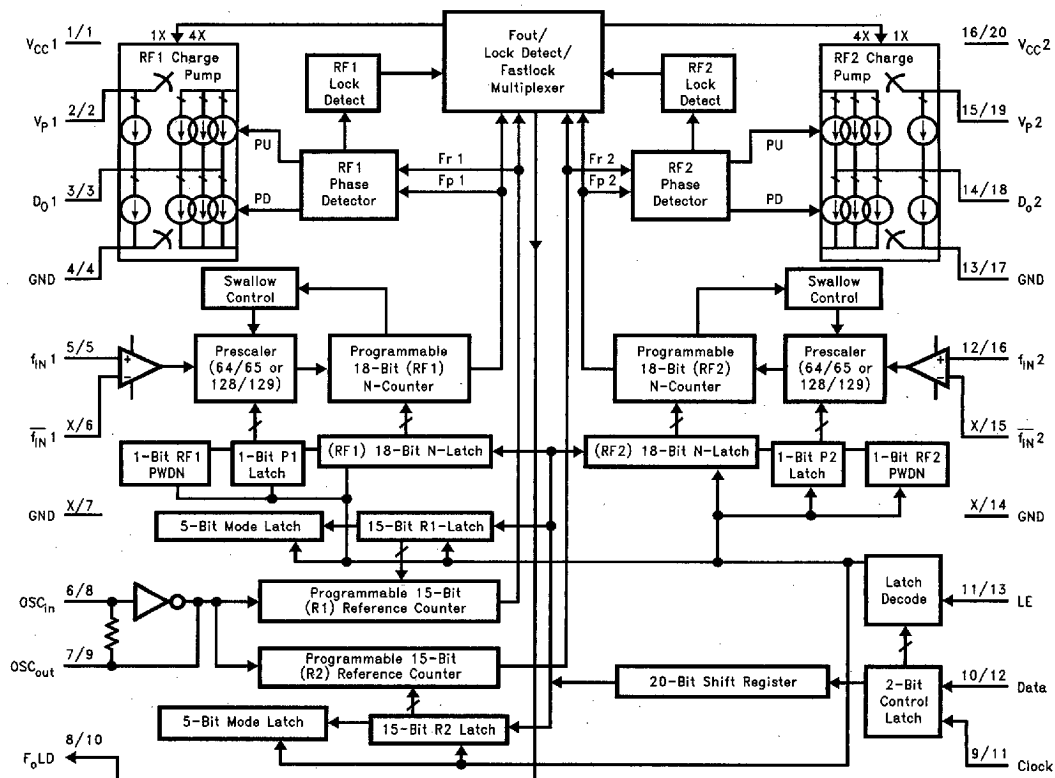 Fout/
Lock Detect/
Fastlock
Multiplexer
1X 4X
4X 1X
V_CC 1
1/1
16/20
V_CC 2
RF1 Charge
Pump
RF1
Lock
Detect
RF2
Lock
Detect
RF2 Charge
Pump
V_P 1
2/2
15/19
V_P 2
PU
PU
Fr 1
Fr 2
RF1
Phase
Detector
RF2
Phase
Detector
Fp 1
Fp 2
D_O 1
3/3
PD
PD
14/18
D_o 2
GND
4/4
13/17
GND
Swallow
Control
Swallow
Control
f_IN 1
5/5
+
−
Prescaler
(64/65 or
128/129)
Programmable
18-Bit (RF1)
N-Counter
Programmable
18-Bit (RF2)
N-Counter
Prescaler
(64/65 or
128/129)
+
−
12/16
f_IN 2
f̅_IN 1
X/6
X/15
f̅_IN 2
1-Bit RF1
PWDN
1-Bit P1
Latch
(RF1) 18-Bit N-Latch
(RF2) 18-Bit N-Latch
1-Bit P2
Latch
1-Bit RF2
PWDN
GND
X/7
X/14
GND
5-Bit Mode Latch
15-Bit R1-Latch
OSC_in
6/8
Programmable 15-Bit
(R1) Reference Counter
Latch
Decode
11/13
LE
OSC_out
7/9
Programmable 15-Bit
(R2) Reference Counter
20-Bit Shift Register
2-Bit
Control
Latch
10/12
Data
5-Bit Mode Latch
15-Bit R2 Latch
F_oLD
8/10
9/11
Clock